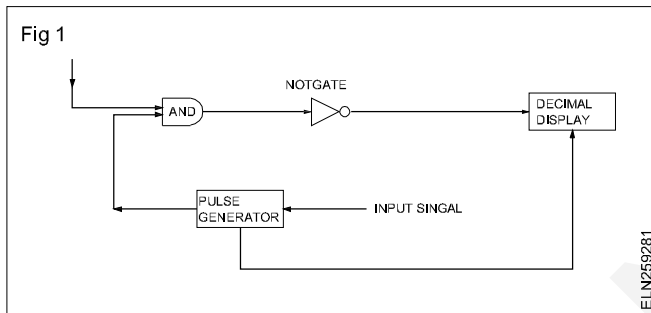 Fig 1
NOTGATE
AND
DECIMAL
DISPLAY
PULSE
GENERATOR
INPUT SINGAL
ELN259281